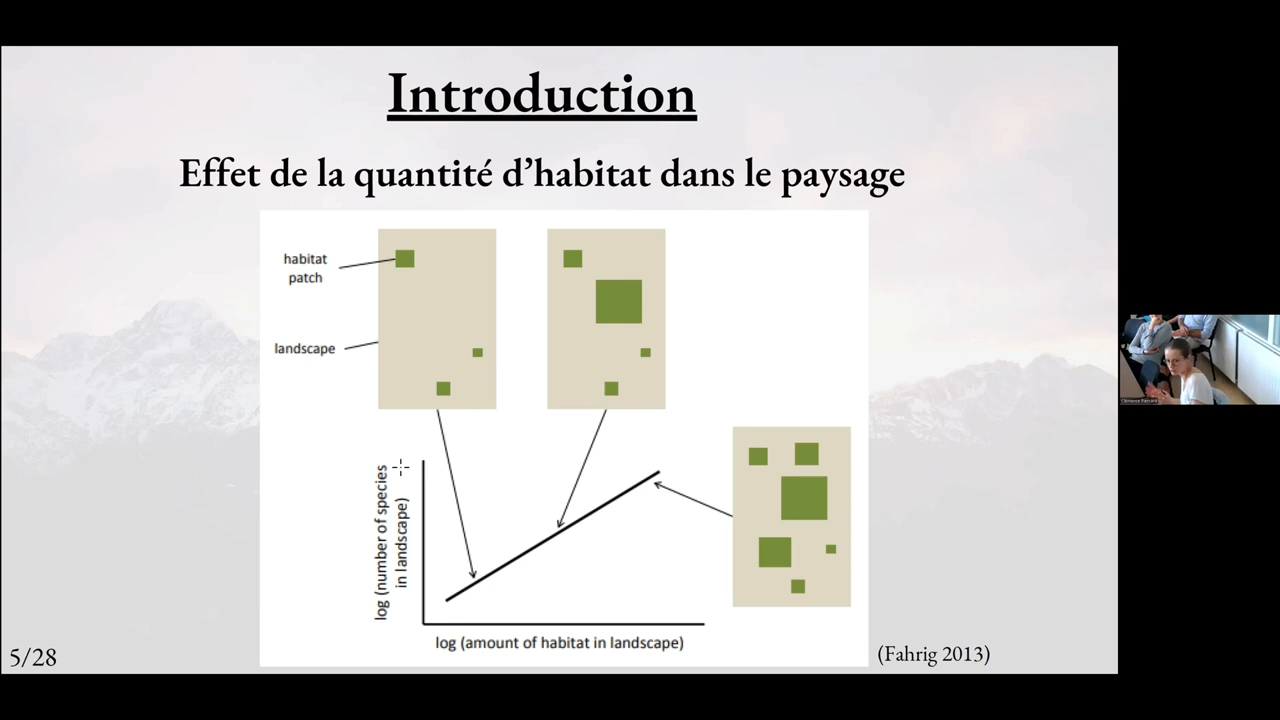 Introduction
Effet de la quantité d’habitat dans le paysage
habitat
patch
landscape
log (number of species
in landscape)
log (amount of habitat in landscape)
5/28
(Fahrig 2013)